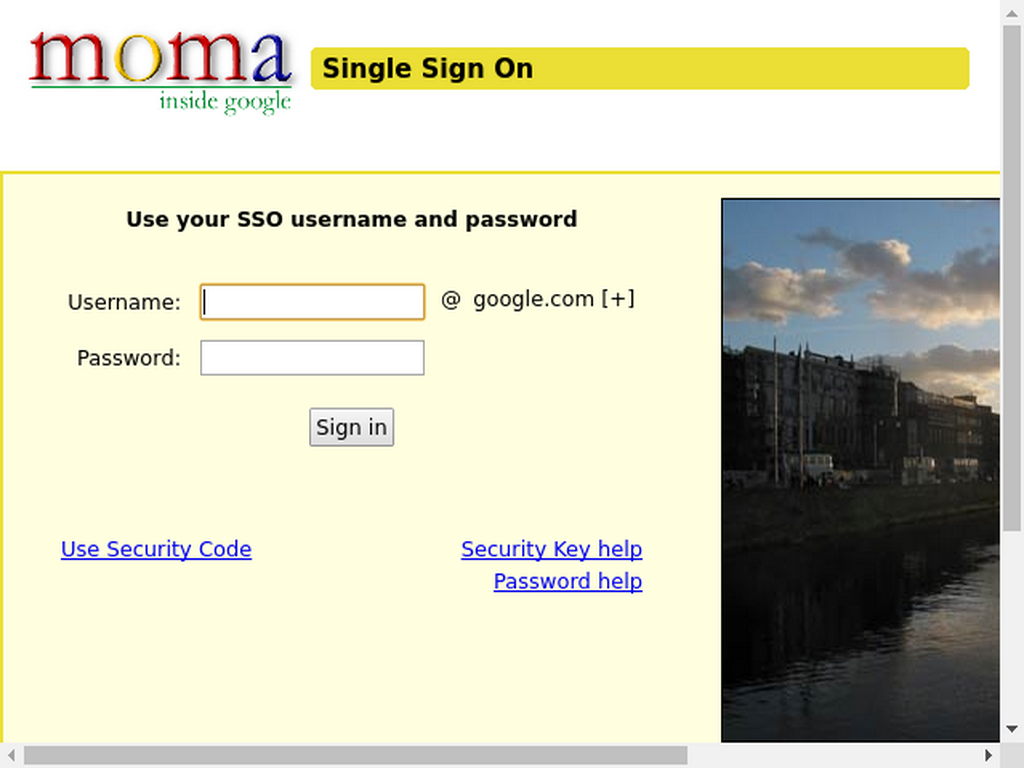 moma
inside google
Single Sign On
Use your SSO username and password
Username:
@ google.com [+]
Password:
Sign in
Use Security Code
Security Key help
Password help